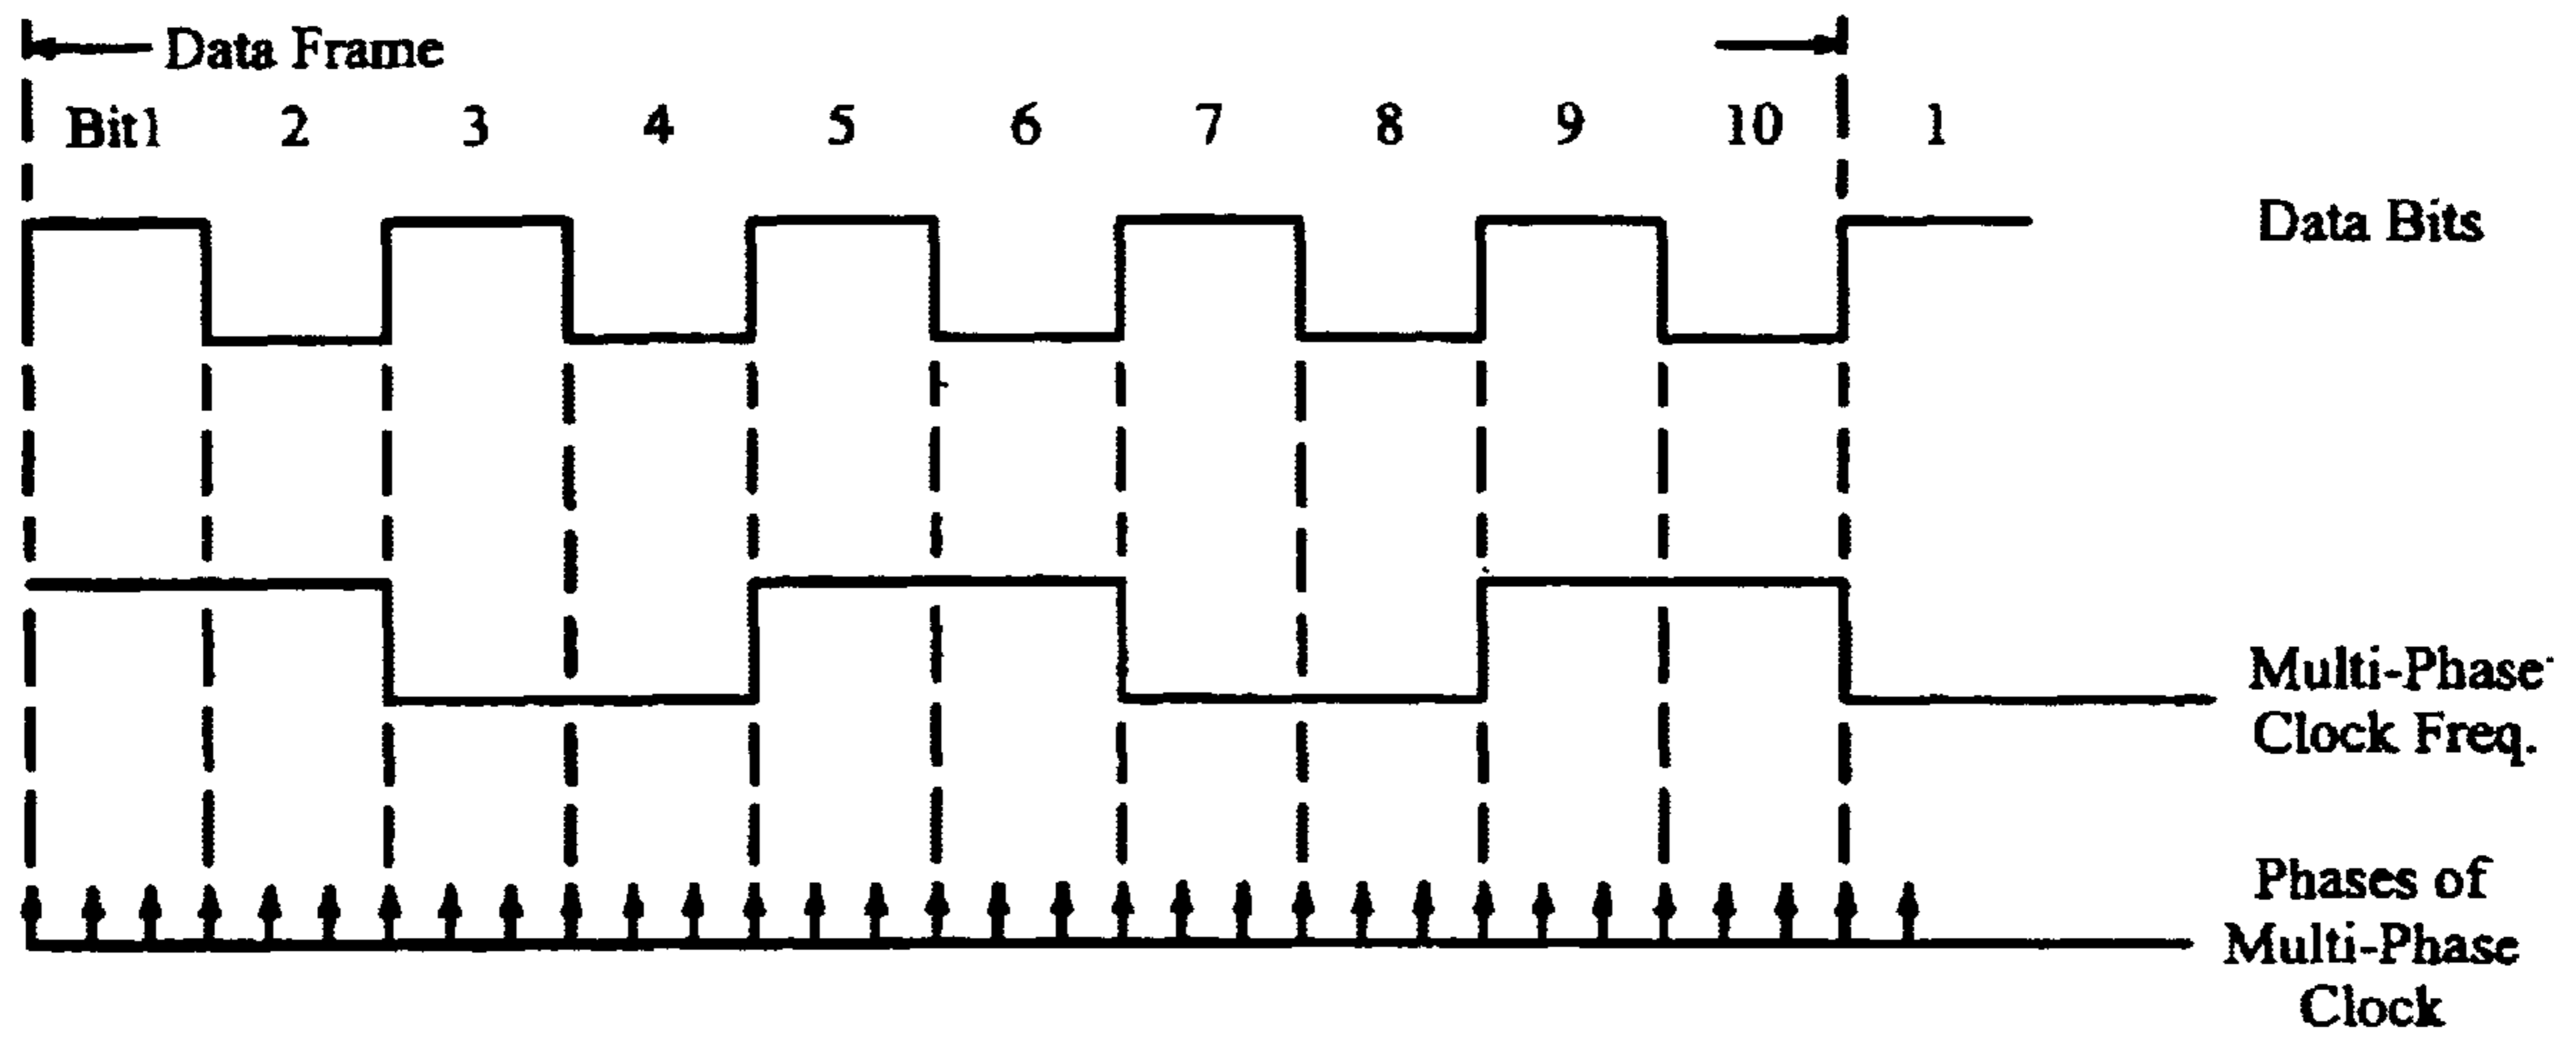 Data Frame
Bit1 2 3 4 5 6 7 8 9 10 1
Data Bits
Multi-Phase
Clock Freq.
Phases of
Multi-Phase
Clock